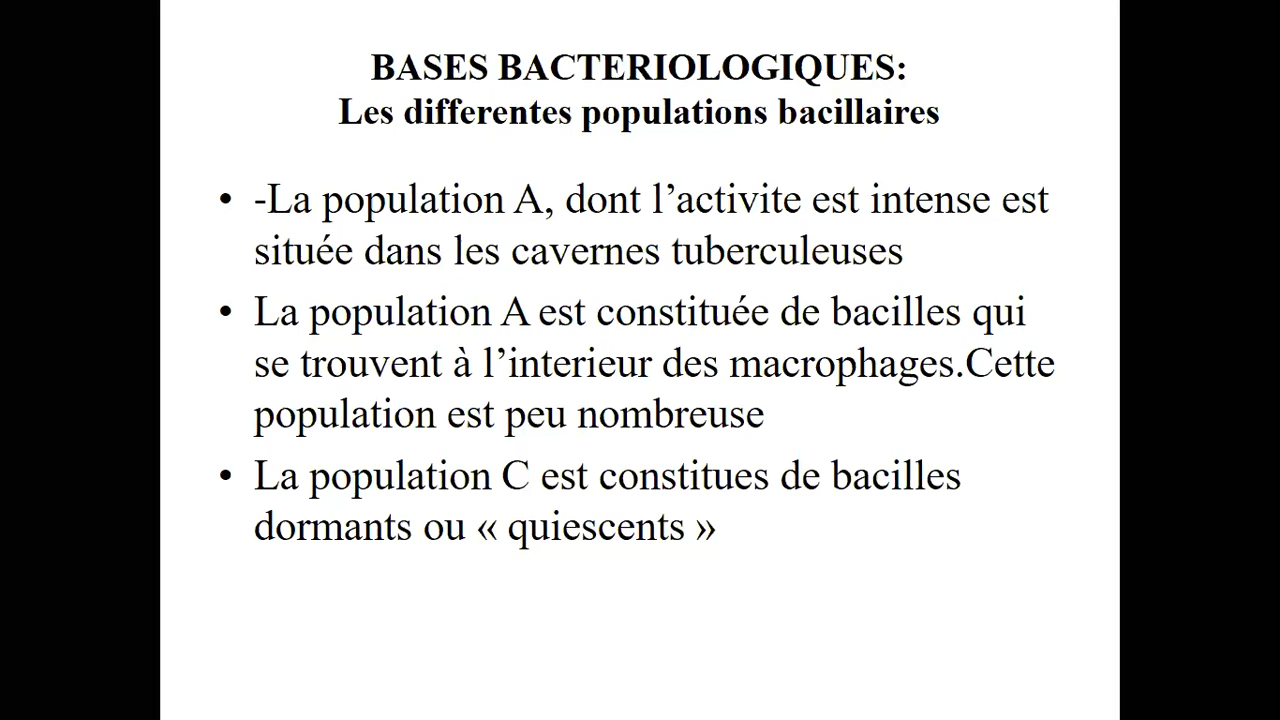 BASES BACTERIOLOGIQUES:
Les differentes populations bacillaires
• -La population A, dont l’activite est intense est
située dans les cavernes tuberculeuses
• La population A est constituée de bacilles qui
se trouvent à l’interieur des macrophages.Cette
population est peu nombreuse
• La population C est constitues de bacilles
dormants ou « quiescents »